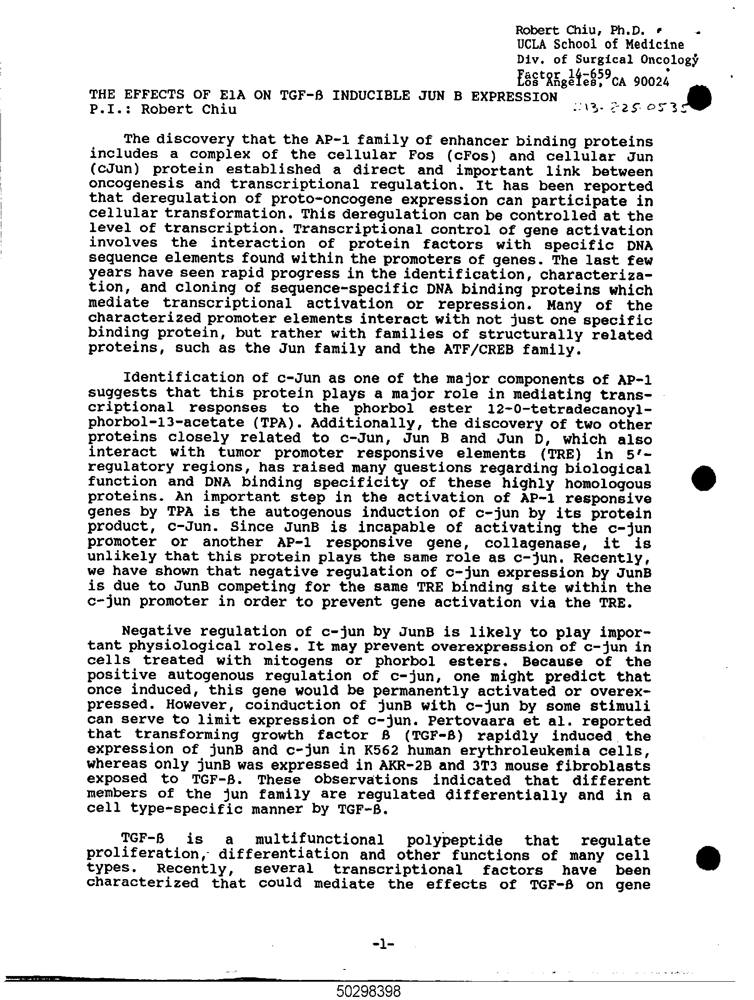 Robert Chiu, Ph.D.
UCLA School of Medicine
Div. of Surgical Oncology
Factor 14-659
Los Angeles, CA 90024
THE EFFECTS OF E1A ON TGF-β INDUCIBLE JUN B EXPRESSION
P.I.: Robert Chiu
213-825-0535
The discovery that the AP-1 family of enhancer binding proteins
includes a complex of the cellular Fos (cFos) and cellular Jun
(cJun) protein established a direct and important link between
oncogenesis and transcriptional regulation. It has been reported
that deregulation of proto-oncogene expression can participate in
cellular transformation. This deregulation can be controlled at the
level of transcription. Transcriptional control of gene activation
involves the interaction of protein factors with specific DNA
sequence elements found within the promoters of genes. The last few
years have seen rapid progress in the identification, characteriza-
tion, and cloning of sequence-specific DNA binding proteins which
mediate transcriptional activation or repression. Many of the
characterized promoter elements interact with not just one specific
binding protein, but rather with families of structurally related
proteins, such as the Jun family and the ATF/CREB family.
Identification of c-Jun as one of the major components of AP-1
suggests that this protein plays a major role in mediating trans-
criptional responses to the phorbol ester 12-0-tetradecanoyl-
phorbol-13-acetate (TPA). Additionally, the discovery of two other
proteins closely related to c-Jun, Jun B and Jun D, which also
interact with tumor promoter responsive elements (TRE) in 5'-
regulatory regions, has raised many questions regarding biological
function and DNA binding specificity of these highly homologous
proteins. An important step in the activation of AP-1 responsive
genes by TPA is the autogenous induction of c-jun by its protein
product, c-Jun. Since JunB is incapable of activating the c-jun
promoter or another AP-1 responsive gene, collagenase, it is
unlikely that this protein plays the same role as c-jun. Recently,
we have shown that negative regulation of c-jun expression by JunB
is due to JunB competing for the same TRE binding site within the
c-jun promoter in order to prevent gene activation via the TRE.
Negative regulation of c-jun by JunB is likely to play impor-
tant physiological roles. It may prevent overexpression of c-jun in
cells treated with mitogens or phorbol esters. Because of the
positive autogenous regulation of c-jun, one might predict that
once induced, this gene would be permanently activated or overex-
pressed. However, coinduction of junB with c-jun by some stimuli
can serve to limit expression of c-jun. Pertovaara et al. reported
that transforming growth factor β (TGF-β) rapidly induced the
expression of junB and c-jun in K562 human erythroleukemia cells,
whereas only junB was expressed in AKR-2B and 3T3 mouse fibroblasts
exposed to TGF-β. These observations indicated that different
members of the jun family are regulated differentially and in a
cell type-specific manner by TGF-β.
TGF-β is a multifunctional polypeptide that regulate
proliferation, differentiation and other functions of many cell
types. Recently, several transcriptional factors have been
characterized that could mediate the effects of TGF-β on gene
-1-
50298398